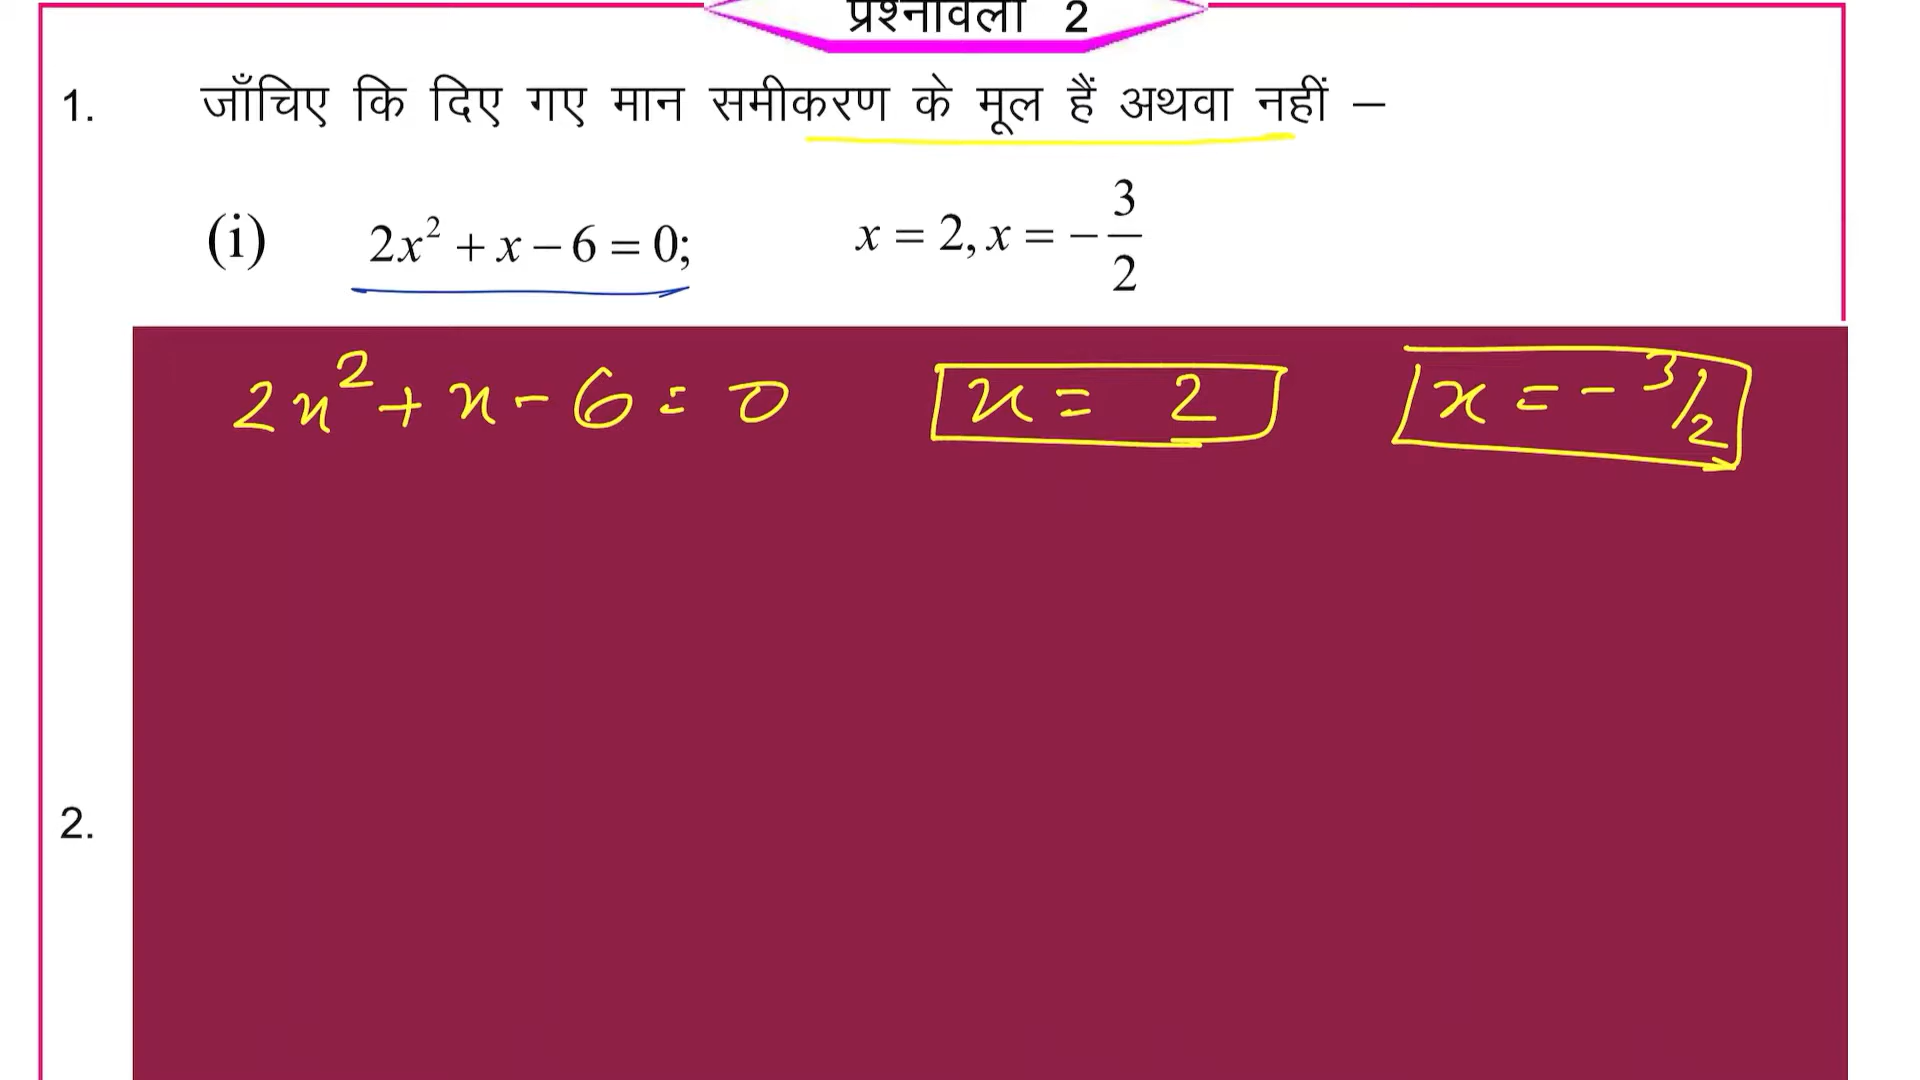 प्रश्नावली 2
1. जाँचिए कि दिए गए मान समीकरण के मूल हैं अथवा नहीं –
(i) 2x² + x – 6 = 0; x = 2, x = –3/2
2x² + x – 6 = 0 x = 2 x = – 3/2
2.